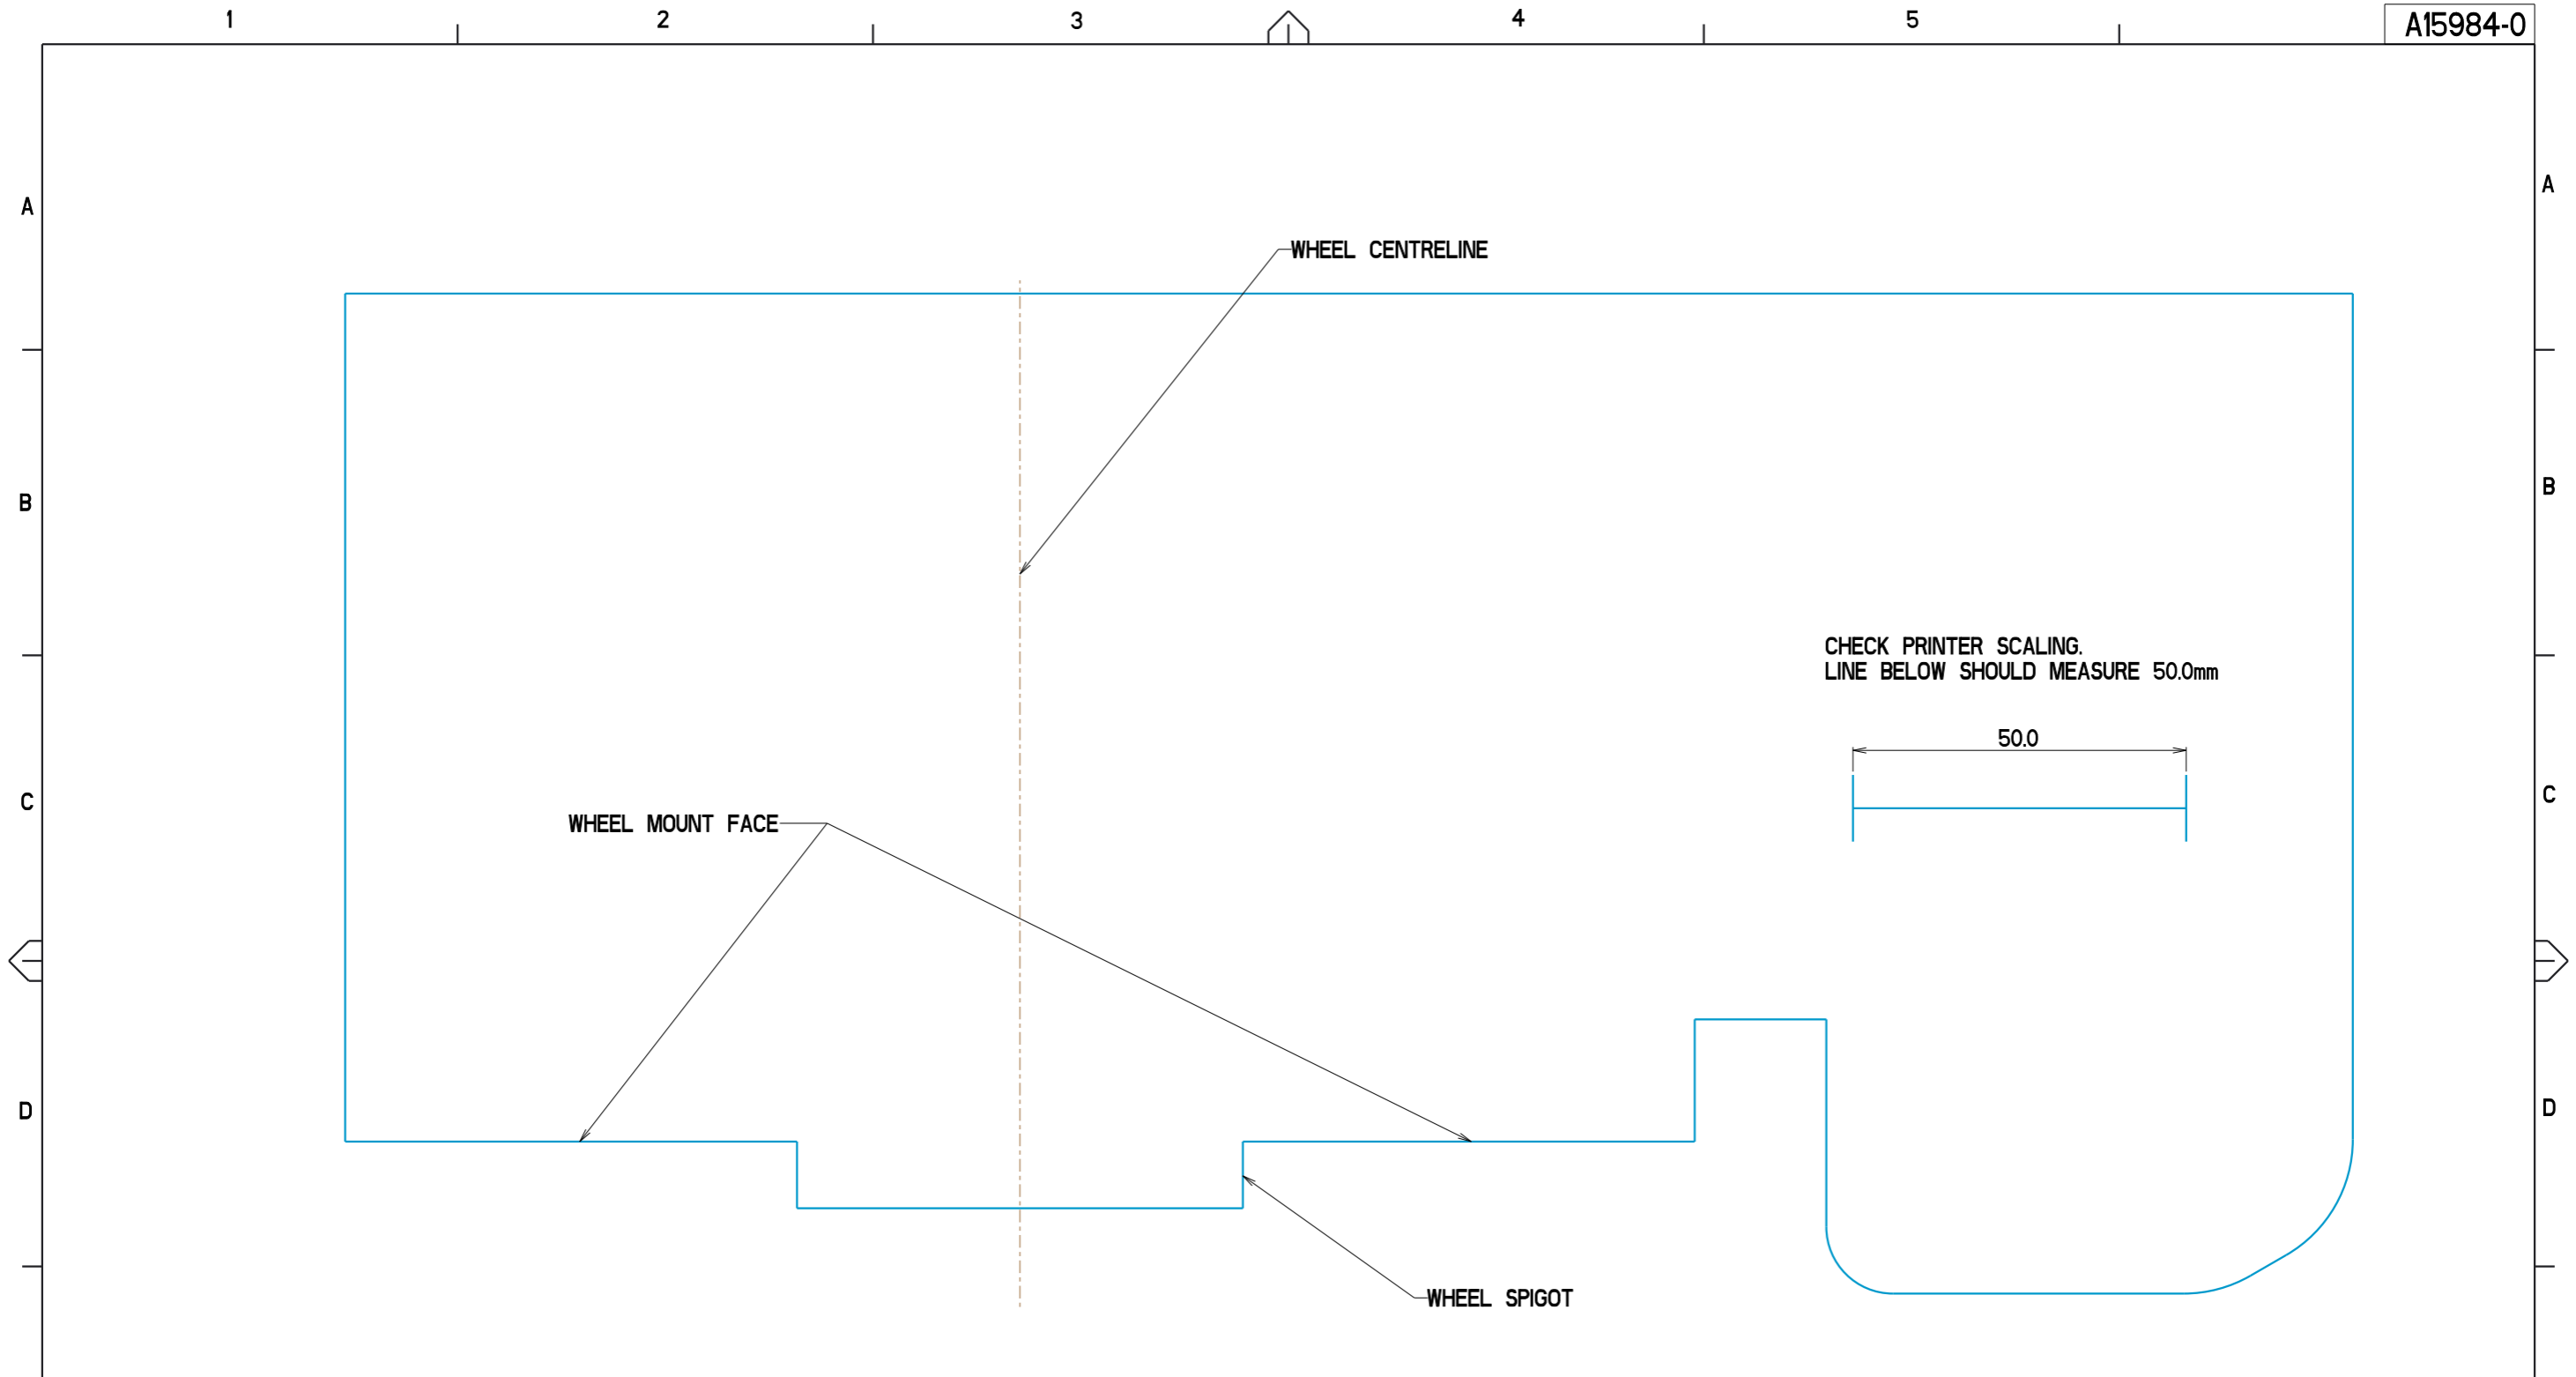 1 2 3 4 5 A15984-0
A A
WHEEL CENTRELINE
B B
CHECK PRINTER SCALING.
LINE BELOW SHOULD MEASURE 50.0mm
50.0
C C
WHEEL MOUNT FACE
D D
WHEEL SPIGOT